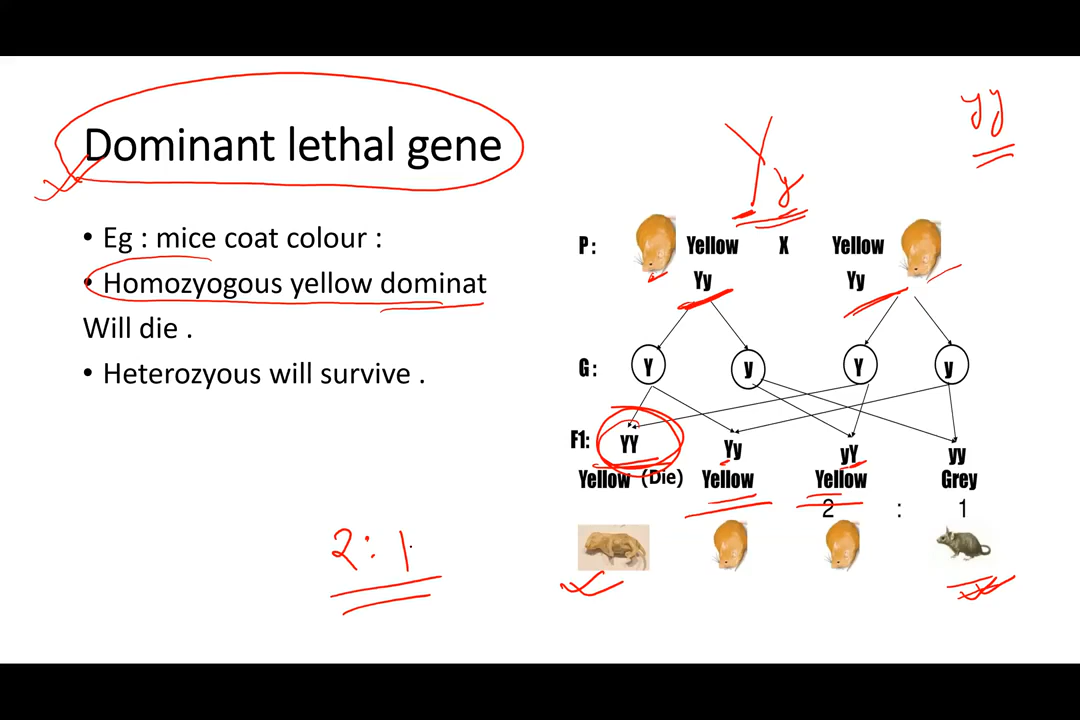 Dominant lethal gene
• Eg : mice coat colour :
• Homozyogous yellow dominat
Will die .
• Heterozyous will survive .
2 : 1
Yy
yy
P : Yellow X Yellow
Yy Yy
G : Y y Y y
F1: YY Yy yY yy
Yellow (Die) Yellow Yellow Grey
2 : 1